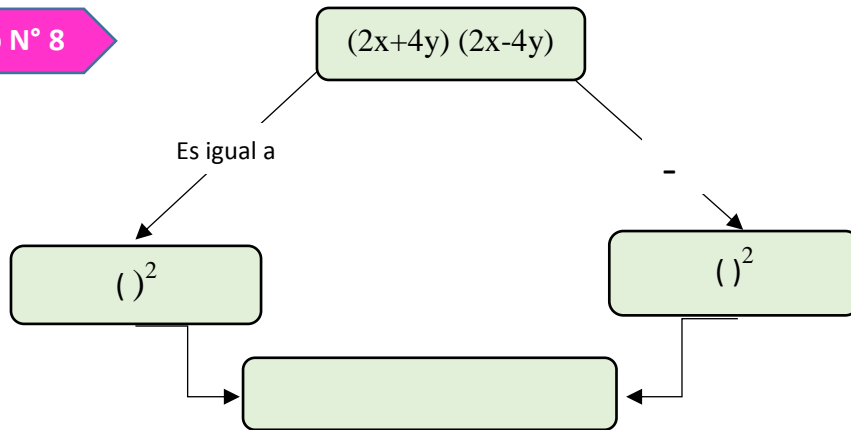 N° 8
(2x+4y) (2x-4y)
Es igual a
-
( )²
( )²